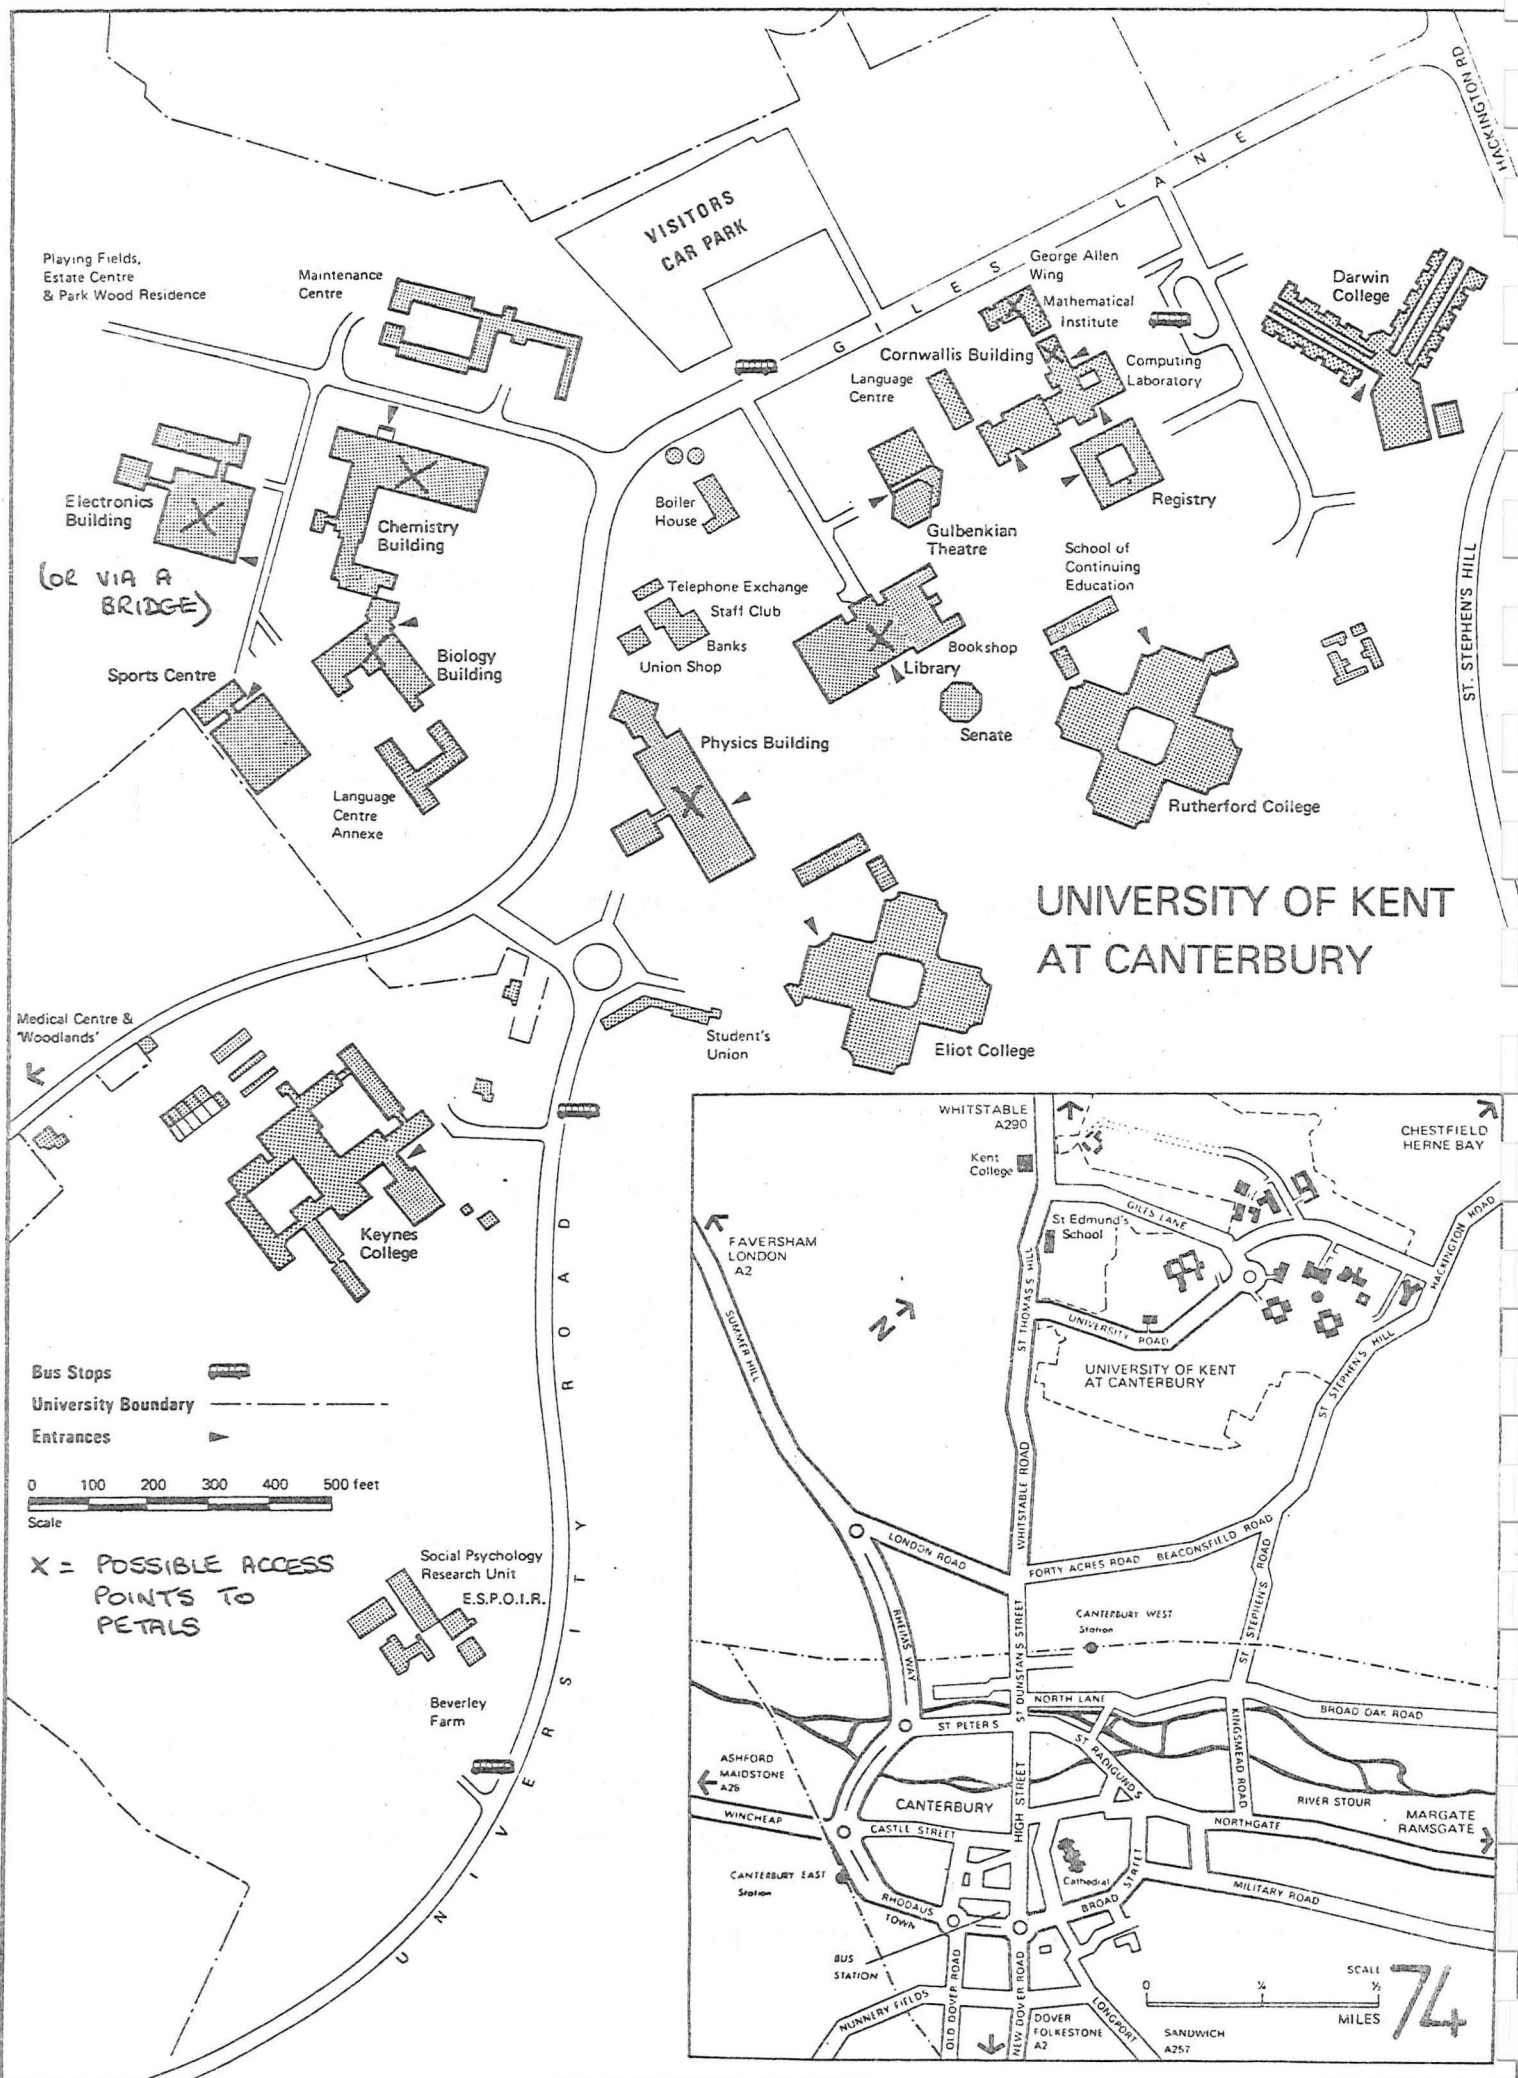 HACKINGTON RD
VISITORS
CAR PARK
GILES LANE
Playing Fields,
Estate Centre
& Park Wood Residence
Maintenance
Centre
George Allen
Wing
Mathematical
Institute
Darwin
College
Cornwallis Building
Computing
Laboratory
Language
Centre
Electronics
Building
(OR VIA A
BRIDGE)
Chemistry
Building
Boiler
House
Gulbenkian
Theatre
Registry
School of
Continuing
Education
ST. STEPHEN'S HILL
Telephone Exchange
Staff Club
Banks
Union Shop
Bookshop
Library
Senate
Biology
Building
Sports Centre
Physics Building
Language
Centre
Annexe
Rutherford College
UNIVERSITY OF KENT
AT CANTERBURY
Medical Centre &
'Woodlands'
Student's
Union
Eliot College
Keynes
College
UNIVERSITY ROAD
Bus Stops
University Boundary
Entrances
0 100 200 300 400 500 feet
Scale
X = POSSIBLE ACCESS
POINTS TO
PETALS
Social Psychology
Research Unit
E.S.P.O.I.R.
Beverley
Farm
WHITSTABLE
A290
CHESTFIELD
HERNE BAY
Kent
College
GILES LANE
St Edmund's
School
HACKINGTON ROAD
FAVERSHAM
LONDON
A2
N
SUMMER HILL
ST THOMAS S HILL
UNIVERSITY ROAD
UNIVERSITY OF KENT
AT CANTERBURY
ST STEPHEN'S HILL
WHITSTABLE ROAD
LONDON ROAD
FORTY ACRES ROAD
BEACONSFIELD ROAD
ST STEPHEN'S ROAD
RHEIMS WAY
CANTERBURY WEST
Station
ST DUNSTAN S STREET
NORTH LANE
BROAD OAK ROAD
ST PETERS
ST RADIGUND S
KINGSMEAD ROAD
ASHFORD
MAIDSTONE
A28
WINCHEAP
CANTERBURY
CASTLE STREET
HIGH STREET
RIVER STOUR
NORTHGATE
MARGATE
RAMSGATE
CANTERBURY EAST
Station
Cathedral
BROAD STREET
MILITARY ROAD
RHODAUS
TOWN
BUS
STATION
NUNNERY FIELDS
OLD DOVER ROAD
NEW DOVER ROAD
LONGPORT
DOVER
FOLKESTONE
A2
SANDWICH
A257
SCALE
0 ¼ ½
MILES
74